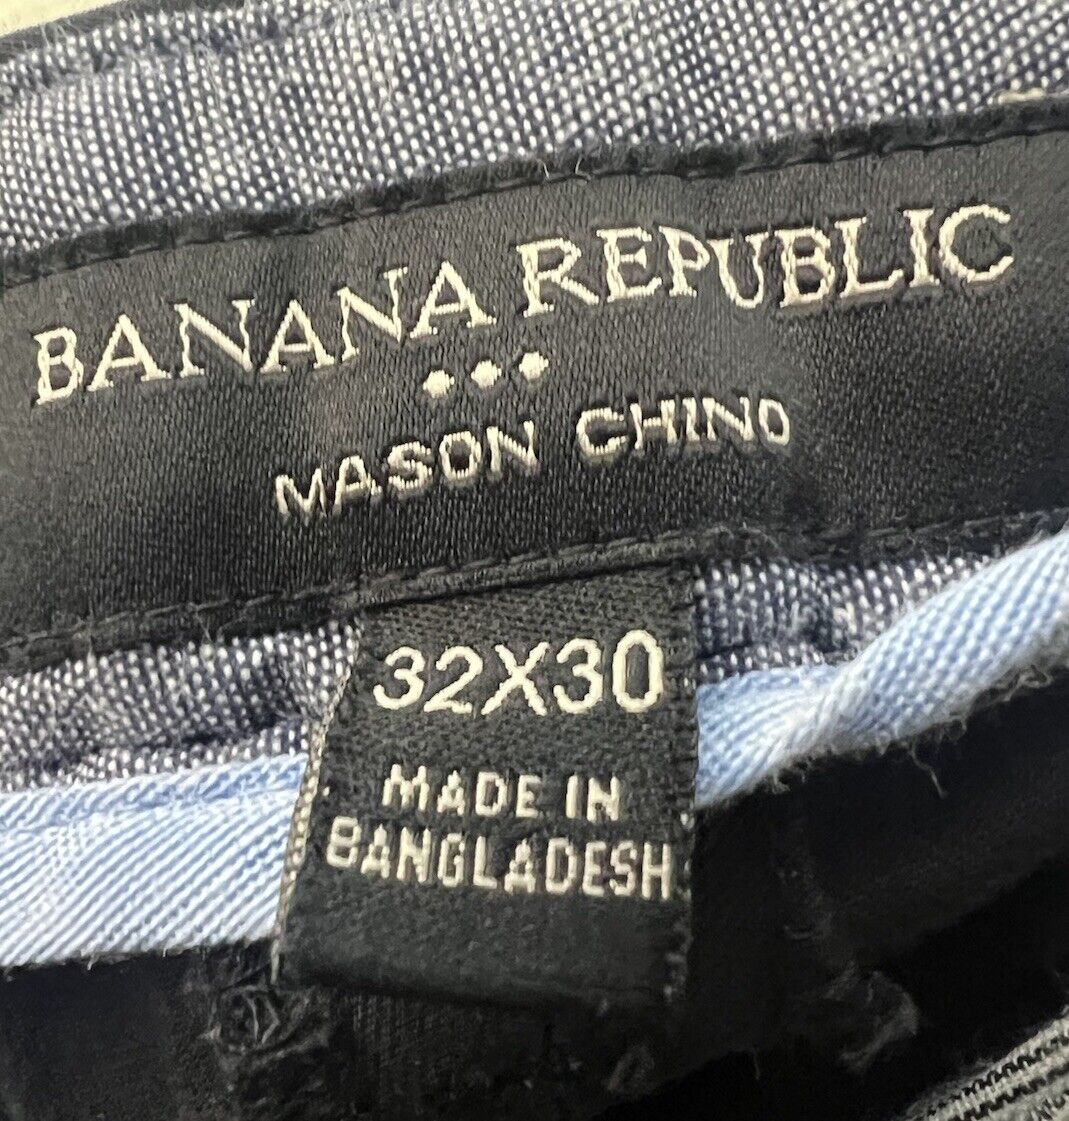 BANANA REPUBLIC
MASON CHINO
32X30
MADE IN
BANGLADESH